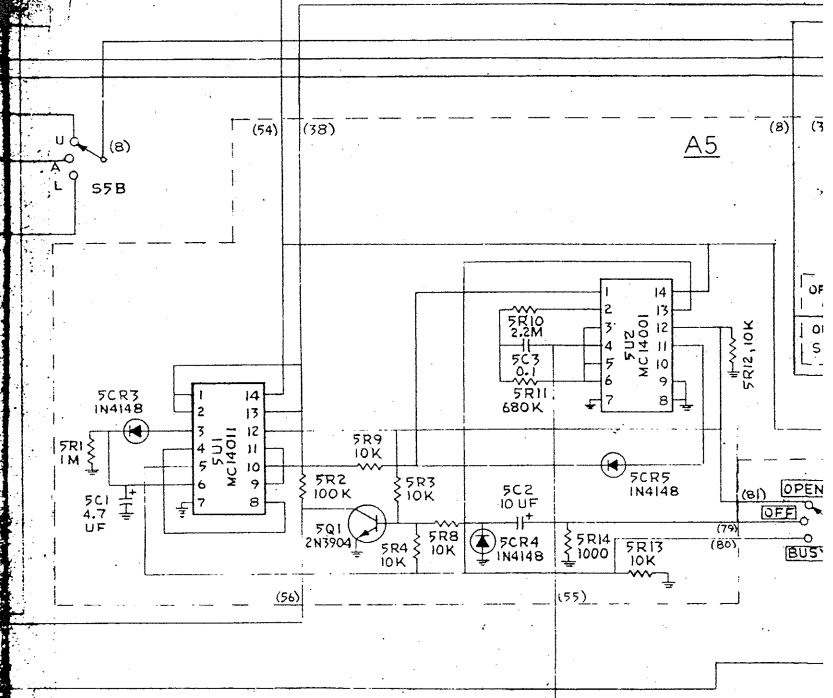 (54) (38)
(8) (3
A5
U
(8)
A
L
S5B
OF
OF
S
1 14
2 13
3 12
4 11
5 10
6 9
7 8
5U2
MC14001
5R10
2.2M
5C3
0.1
5R11
680K
5R12, 10K
5CR3
1N4148
1 14
2 13
3 12
4 11
5 10
6 9
7 8
5U1
MC14011
5R1
1M
5C1 +
4.7
UF
5R9
10K
5R2
100K
5R3
10K
5CR5
1N4148
5C2
10 UF
+
5Q1
2N3904
5R4
10K
5R8
10K
5CR4
1N4148
5R14
1000
5R13
10K
(81) OPEN
OFF
(79)
(80)
BUSY
(56) (55)